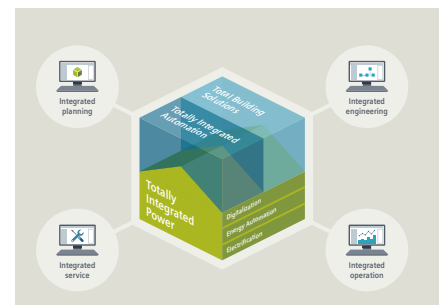 Integrated
planning
Integrated
engineering
Total Building
Solutions
Totally Integrated
Automation
Totally
Integrated
Power
Digitalization
Energy Automation
Electrification
Integrated
service
Integrated
operation